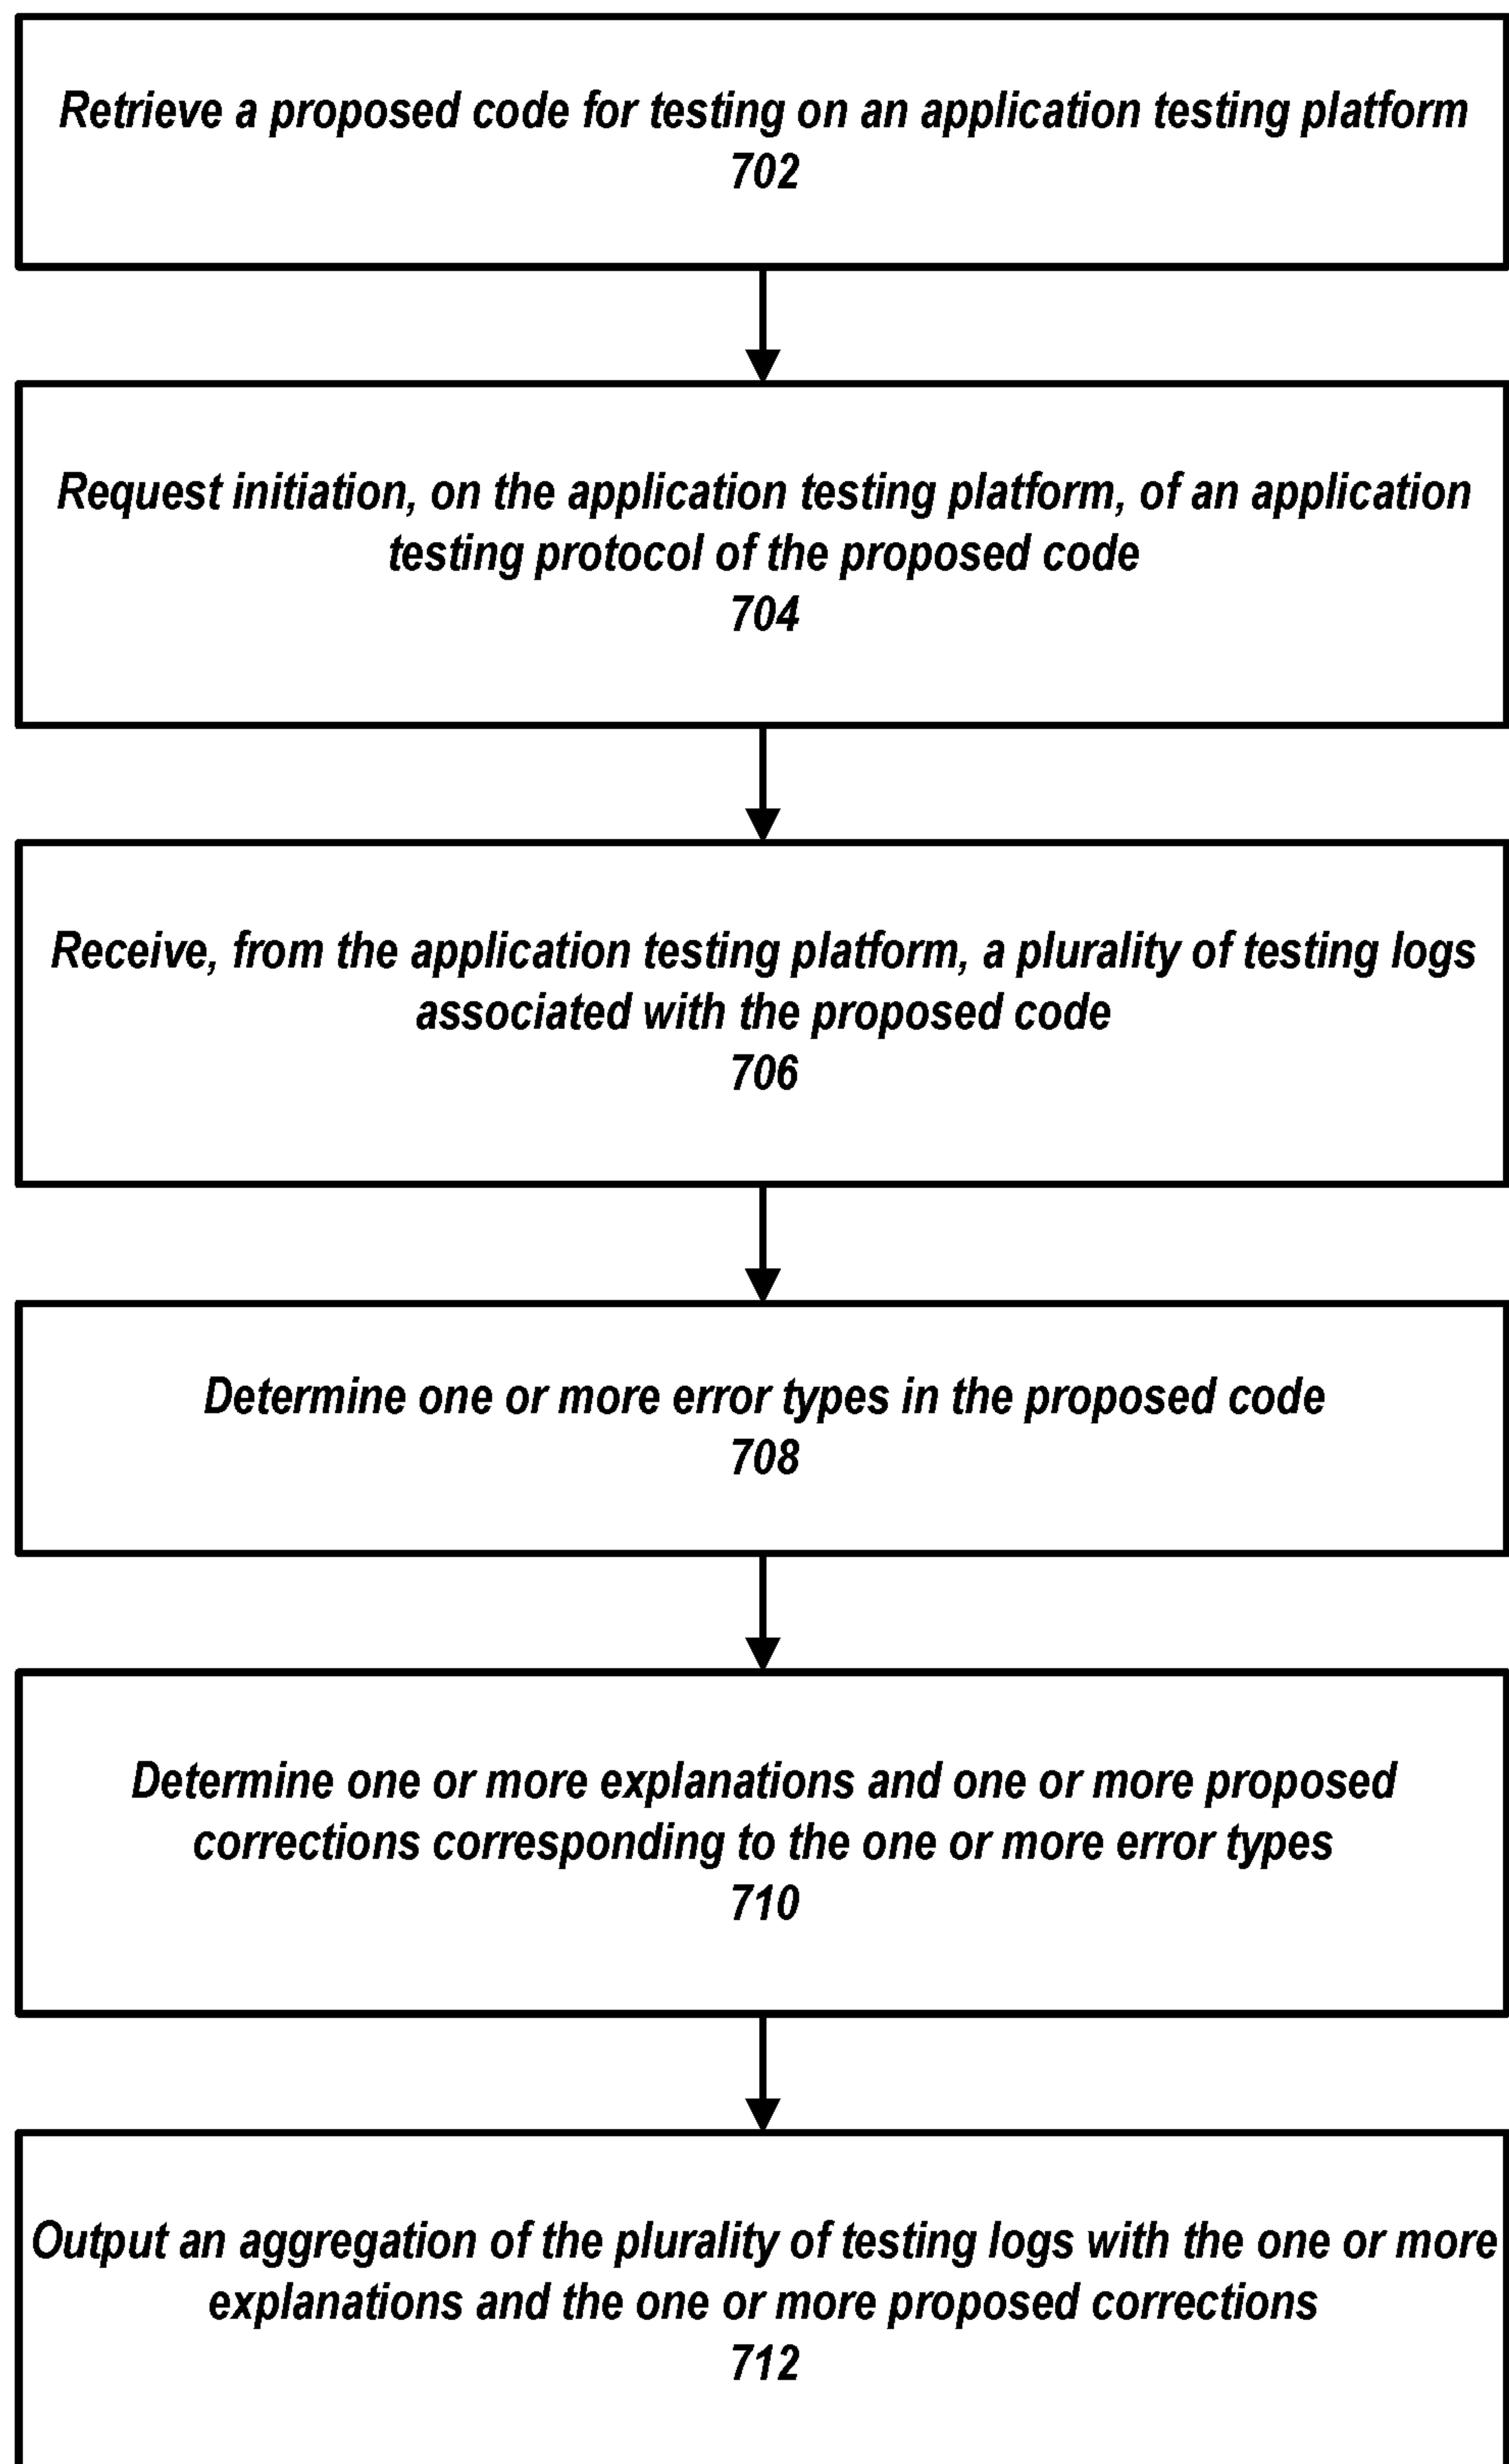 Retrieve a proposed code for testing on an application testing platform
702
Request initiation, on the application testing platform, of an application
testing protocol of the proposed code
704
Receive, from the application testing platform, a plurality of testing logs
associated with the proposed code
706
Determine one or more error types in the proposed code
708
Determine one or more explanations and one or more proposed
corrections corresponding to the one or more error types
710
Output an aggregation of the plurality of testing logs with the one or more
explanations and the one or more proposed corrections
712